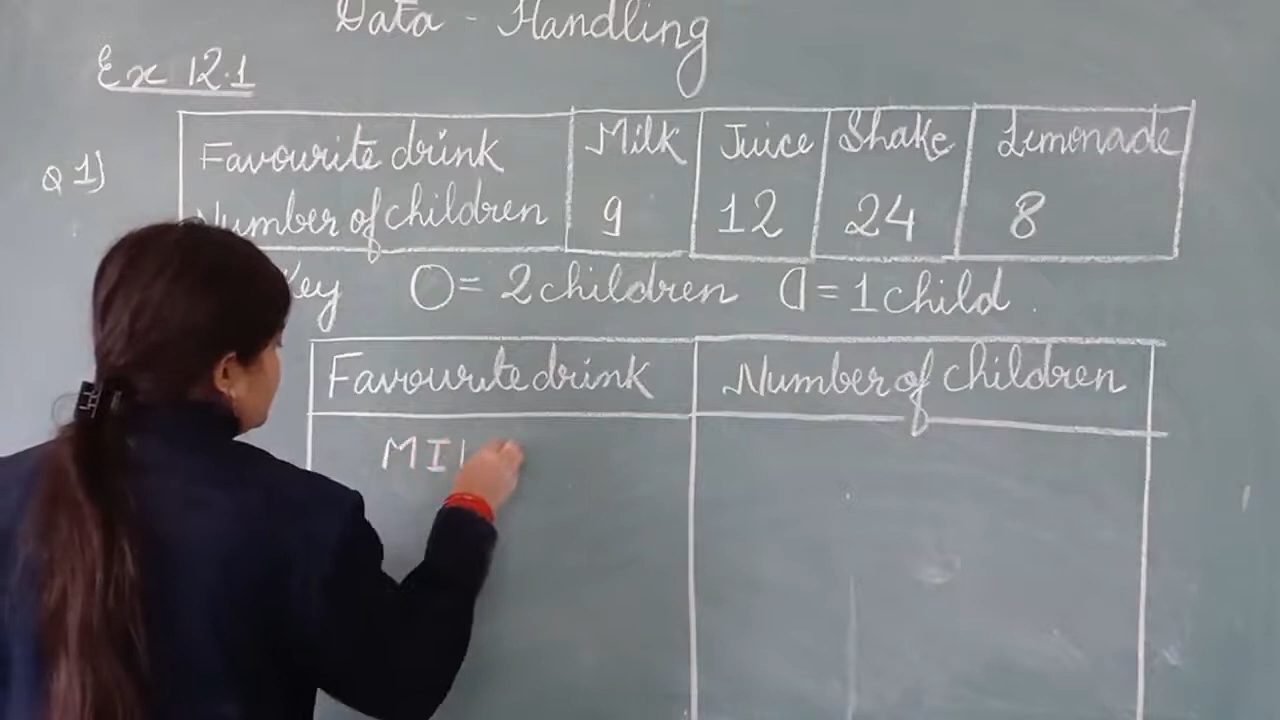 Data - Handling
Ex 12.1
Q 1)
Favourite drink Milk Juice Shake Lemonade
Number of children 9 12 24 8
Key O = 2 children D = 1 child .
Favourite drink Number of children
MIL